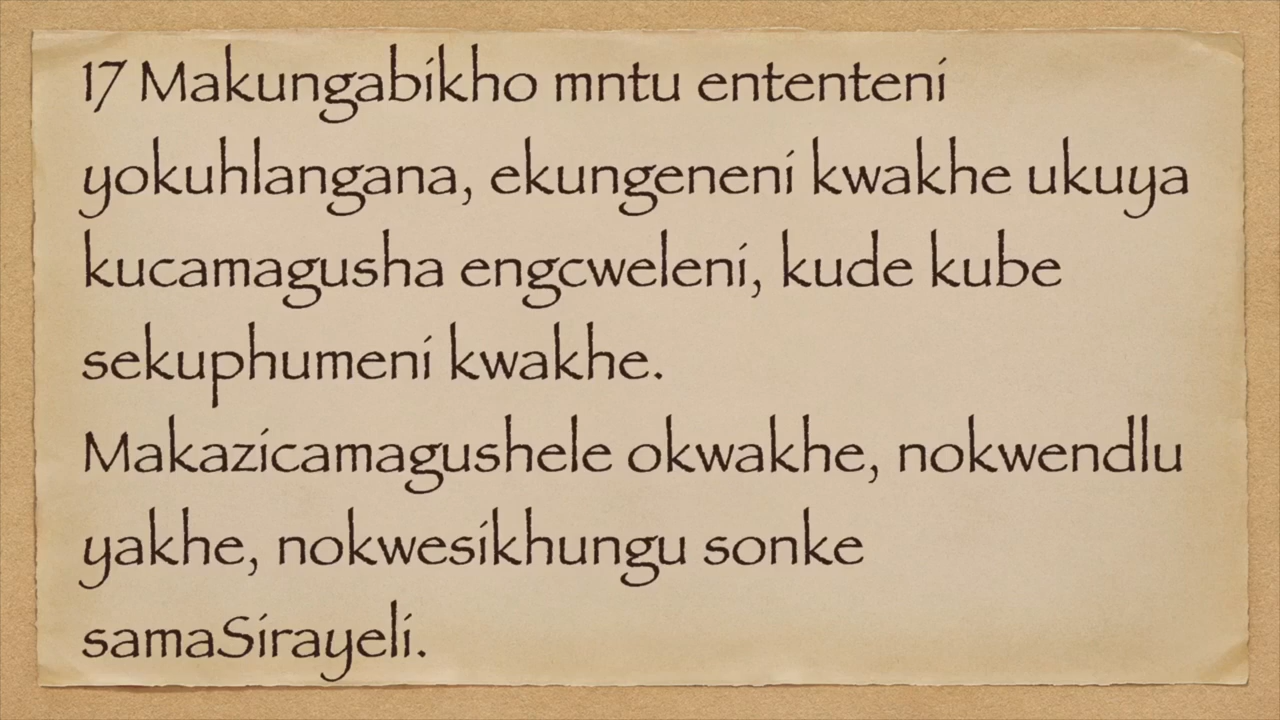 17 Makungabikho mntu ententeni
yokuhlangana, ekungeneni kwakhe ukuya
kucamagusha engcweleni, kude kube
sekuphumeni kwakhe.
Makazicamagushele okwakhe, nokwendlu
yakhe, nokwesikhungu sonke
samaSirayeli.